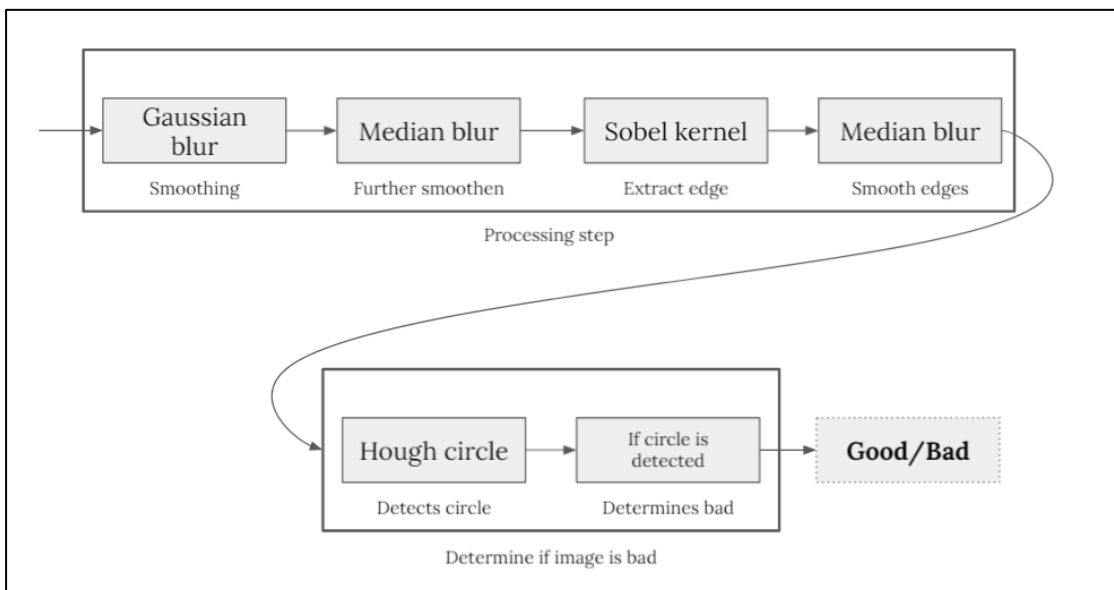 Gaussian
blur
Median blur
Sobel kernel
Median blur
Smoothing
Further smoothen
Extract edge
Smooth edges
Processing step
Hough circle
If circle is
detected
Good/Bad
Detects circle
Determines bad
Determine if image is bad